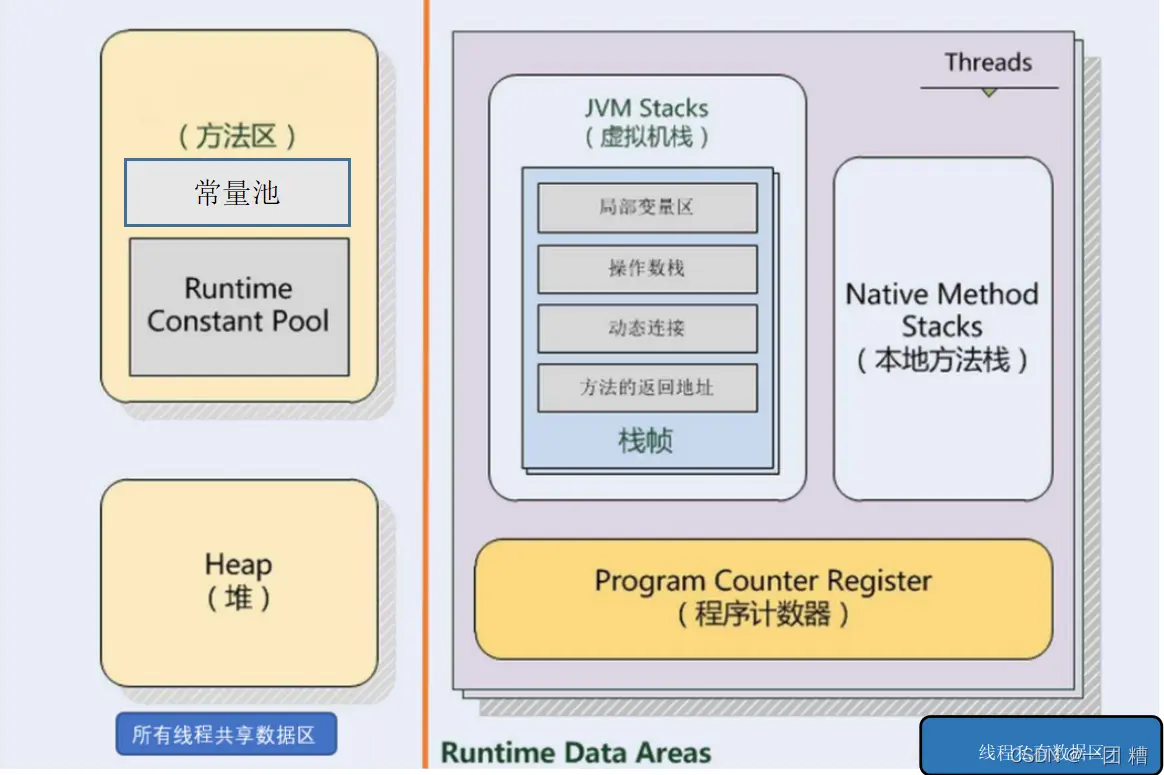 （方法区）
常量池
Runtime
Constant Pool
Heap
（堆）
所有线程共享数据区
Threads
JVM Stacks
（虚拟机栈）
局部变量区
操作数栈
动态连接
方法的返回地址
栈帧
Native Method
Stacks
（本地方法栈）
Program Counter Register
（程序计数器）
Runtime Data Areas
线程私有数据区
CSDN @一团 糟